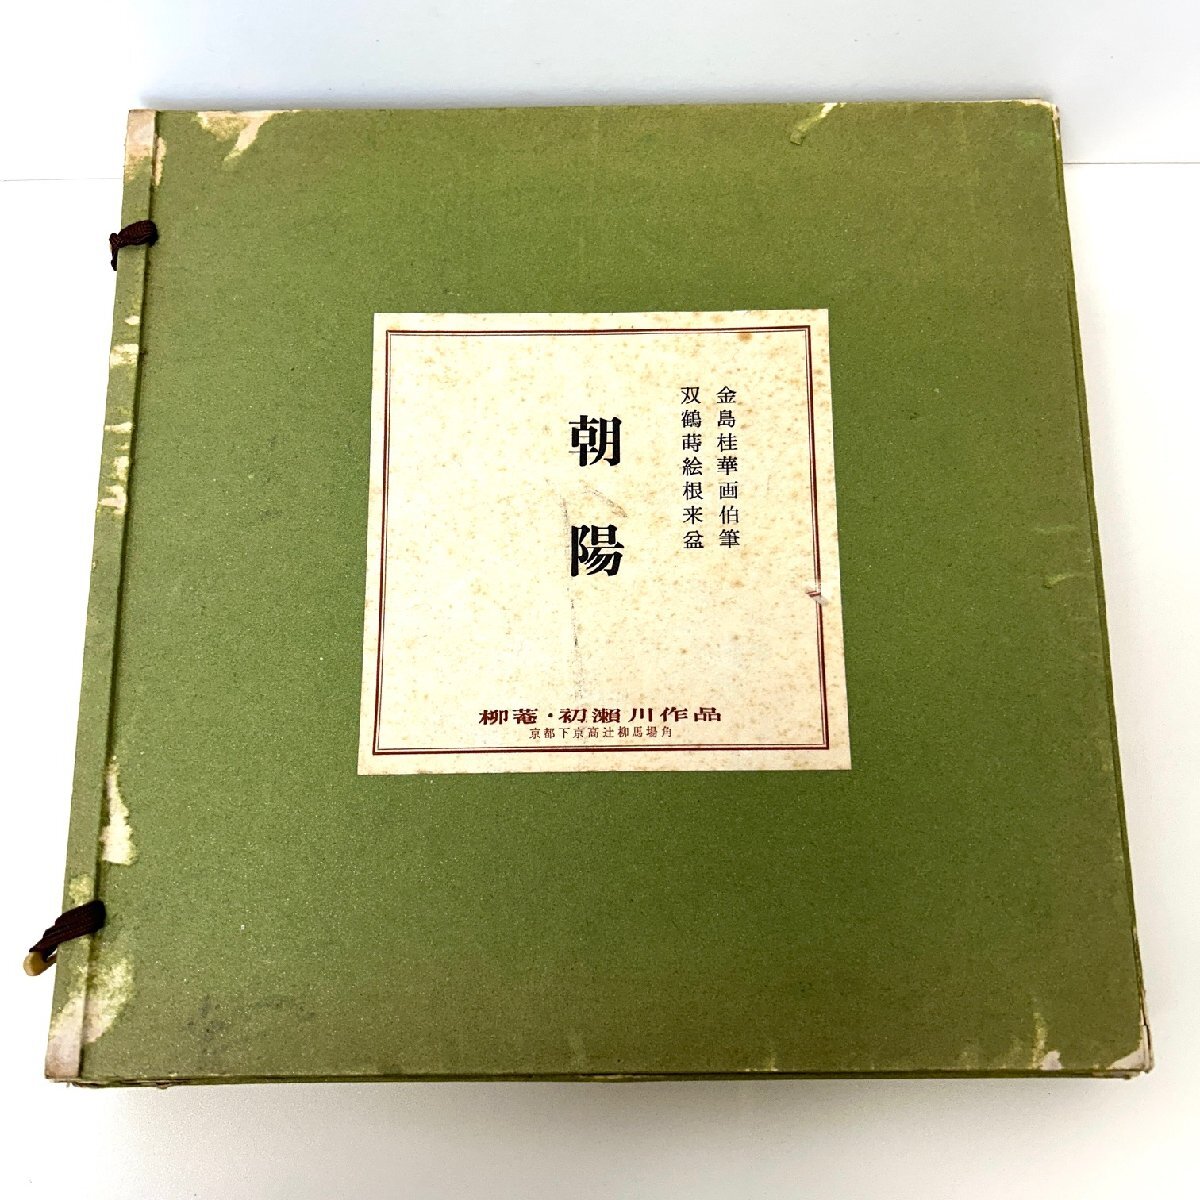 金島桂華画伯筆
双鶴蒔絵根来盆
朝陽
柳菴・初瀬川作品
京都下京高辻柳馬場角